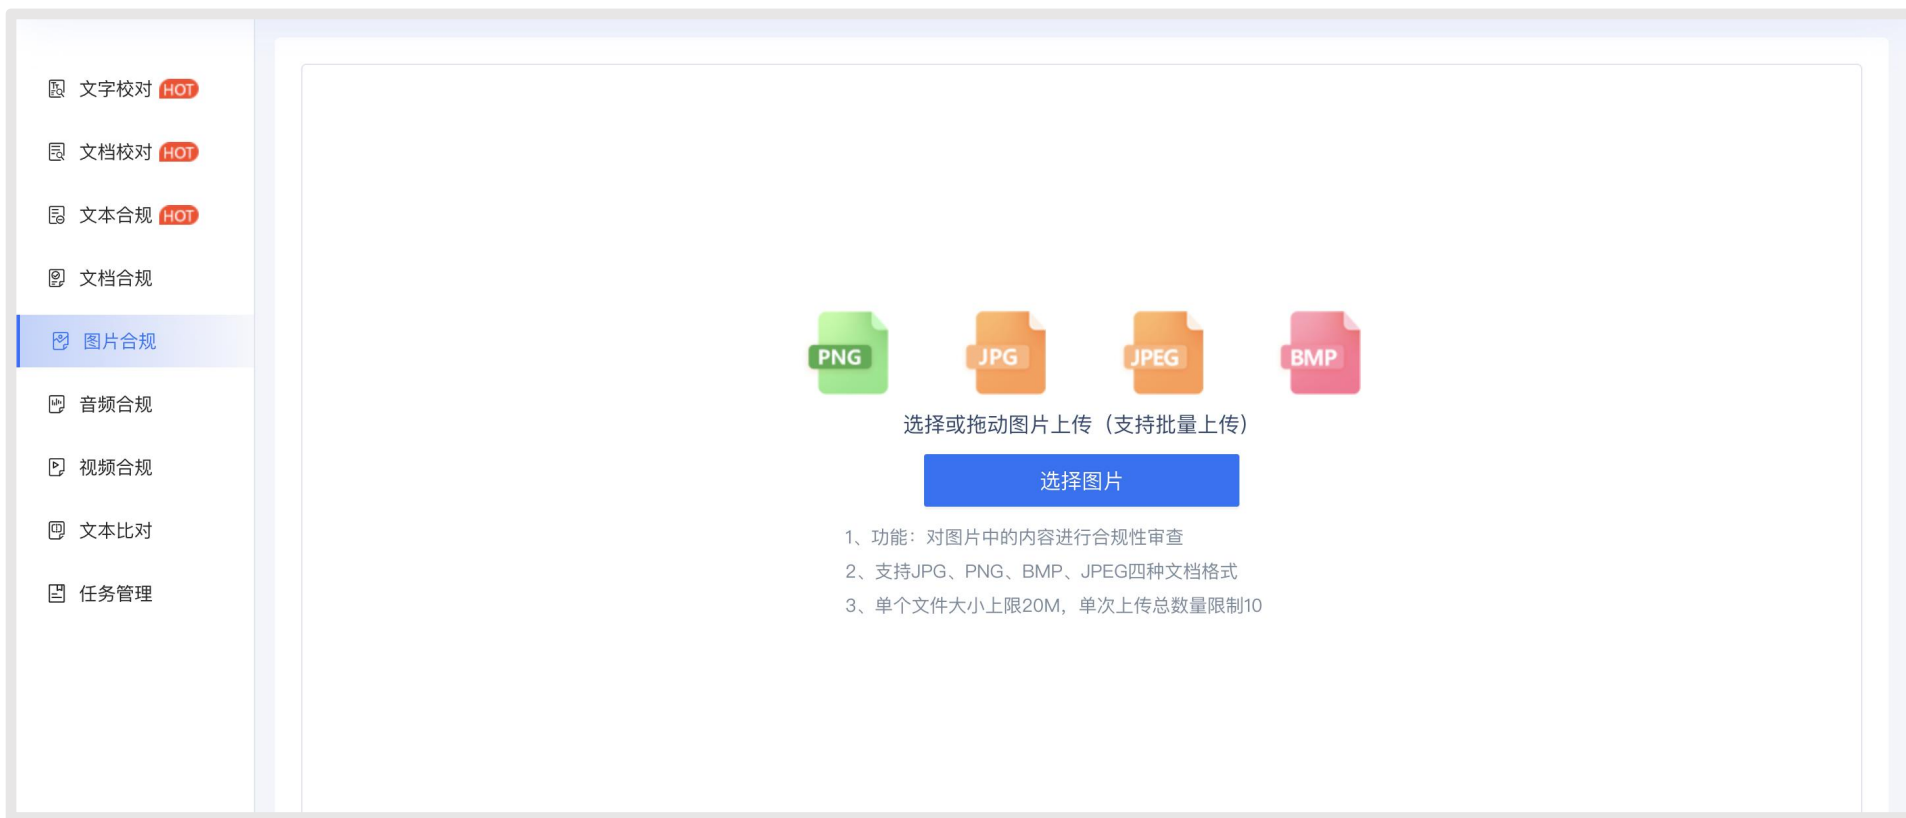 文字校对 HOT
文档校对 HOT
文本合规 HOT
文档合规
图片合规
音频合规
视频合规
文本比对
任务管理
PNG JPG JPEG BMP
选择或拖动图片上传（支持批量上传）
选择图片
1、功能：对图片中的内容进行合规性审查
2、支持JPG、PNG、BMP、JPEG四种文档格式
3、单个文件大小上限20M，单次上传总数量限制10